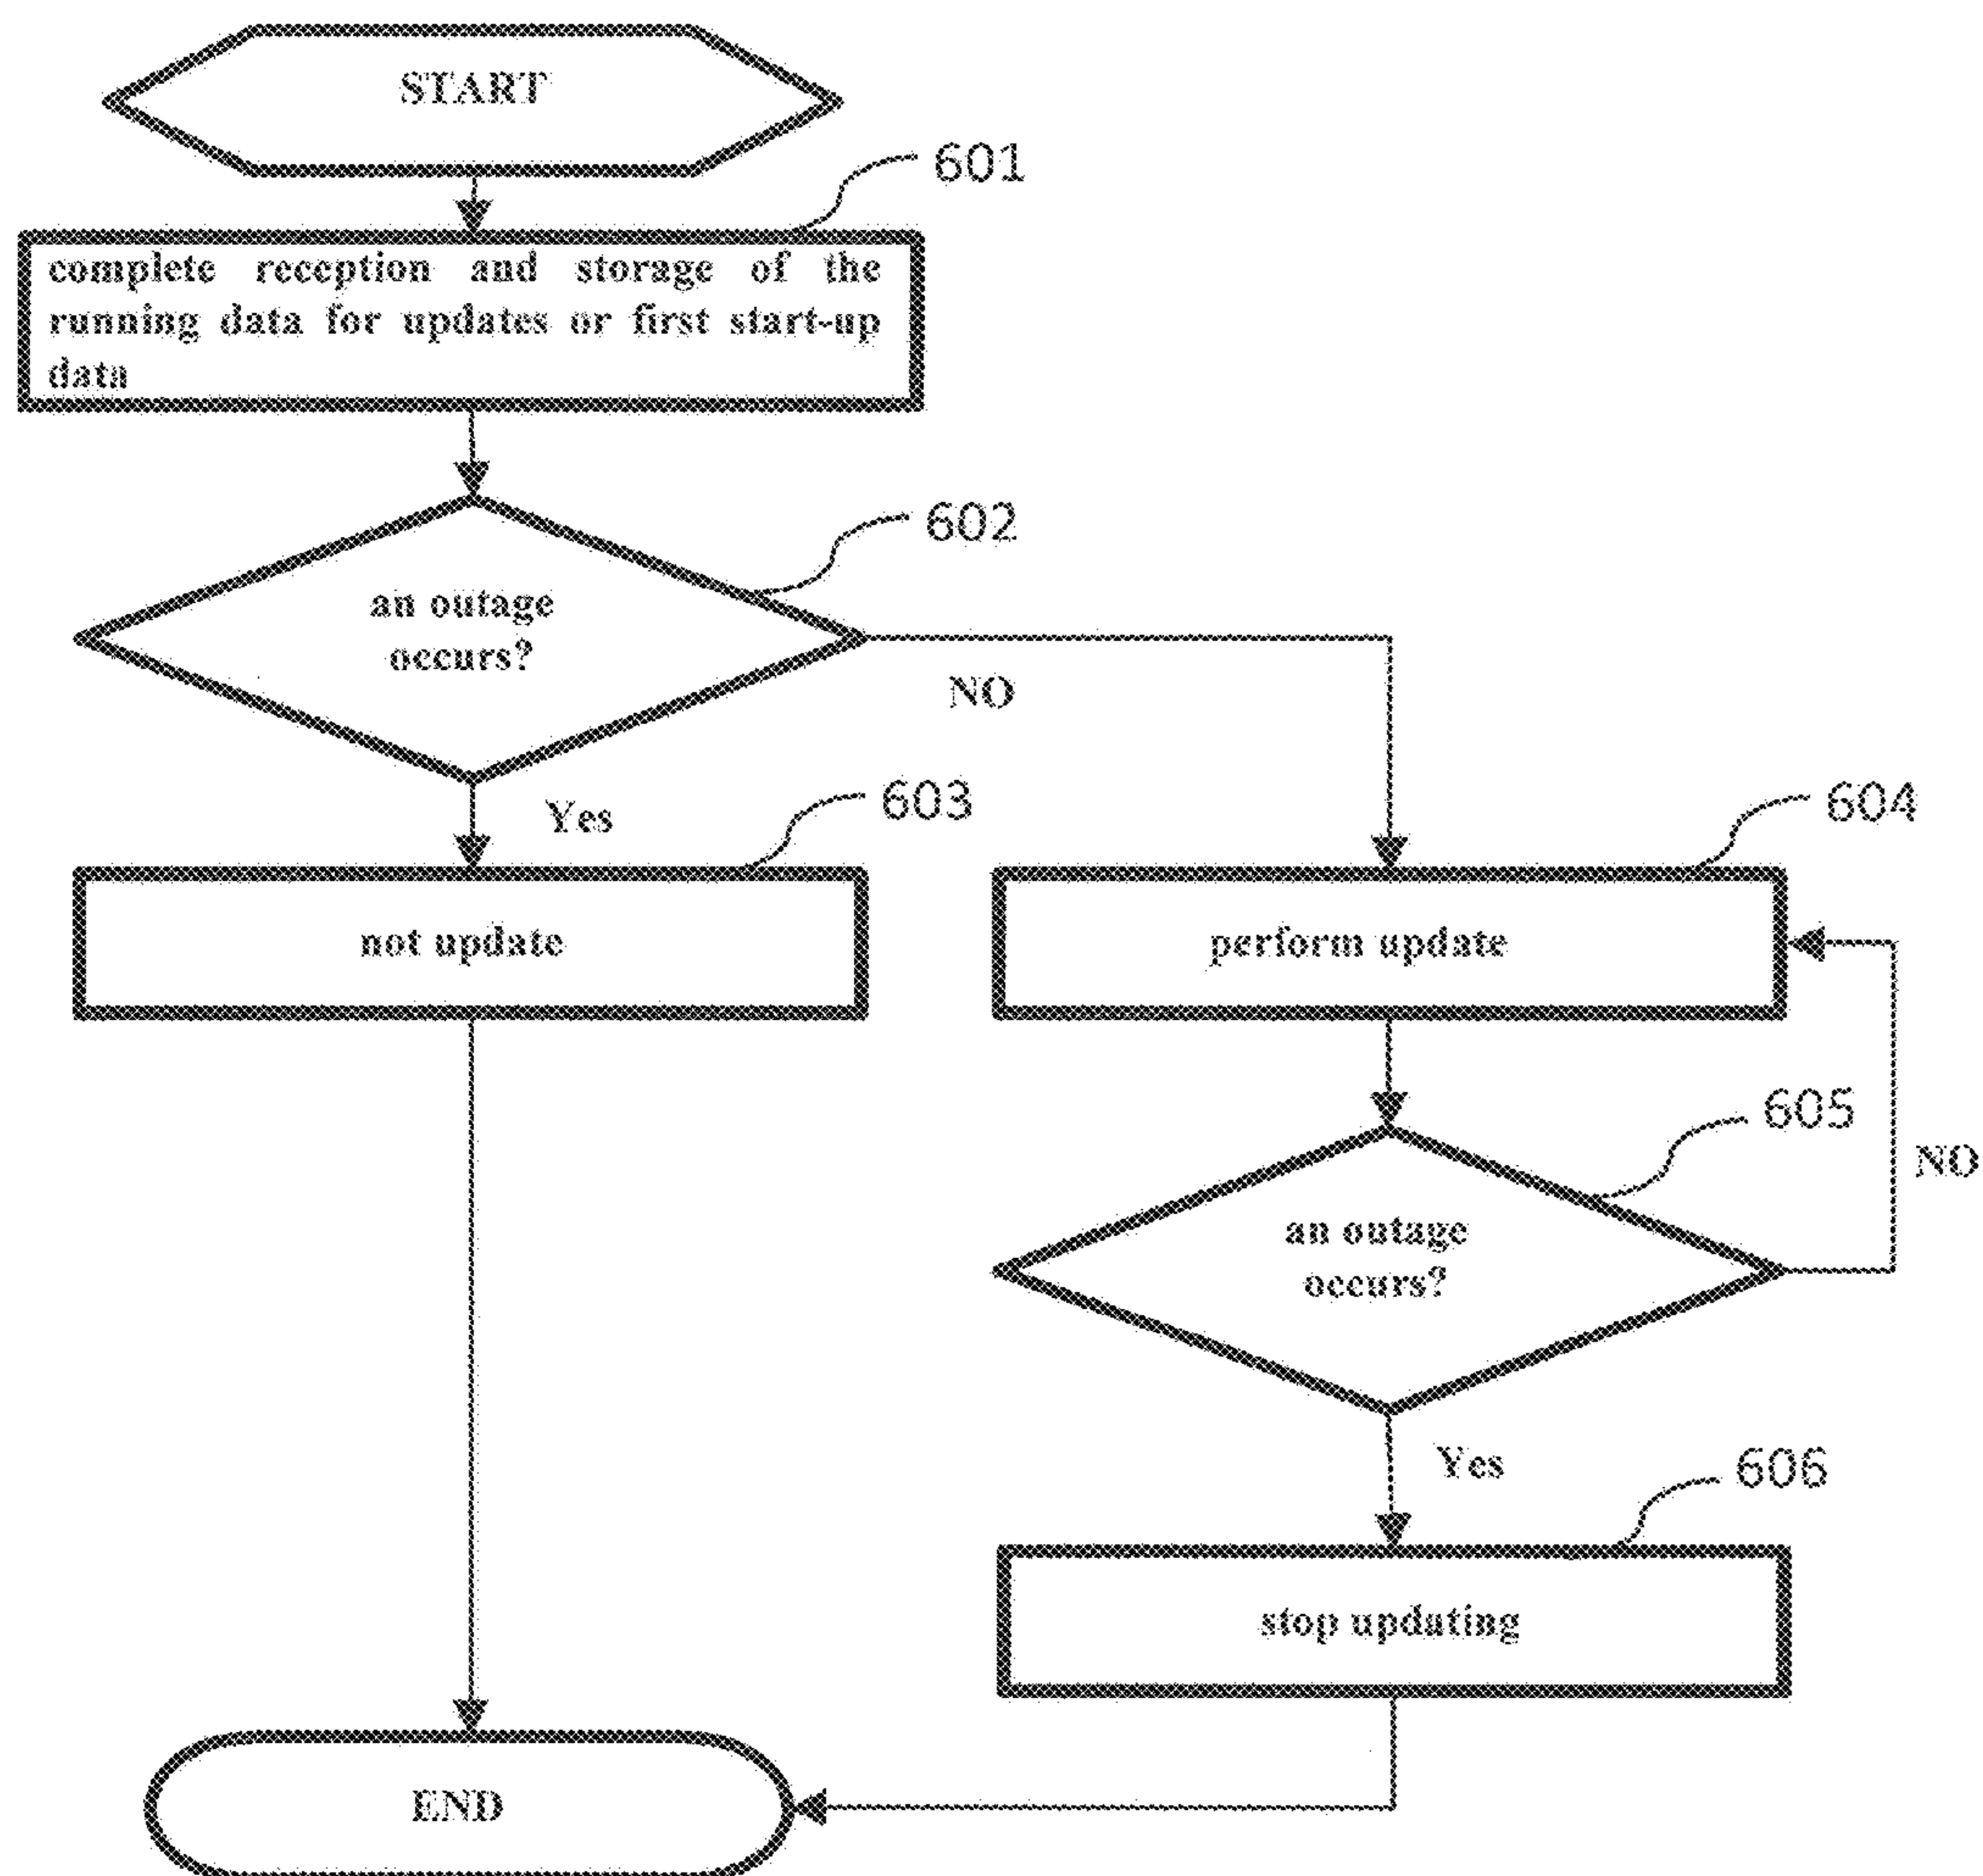 START
601
complete reception and storage of the
running data for updates or first start-up
data
602
an outage
occurs?
NO
Yes
603
604
not update
perform update
605
NO
an outage
occurs?
Yes
606
stop updating
END